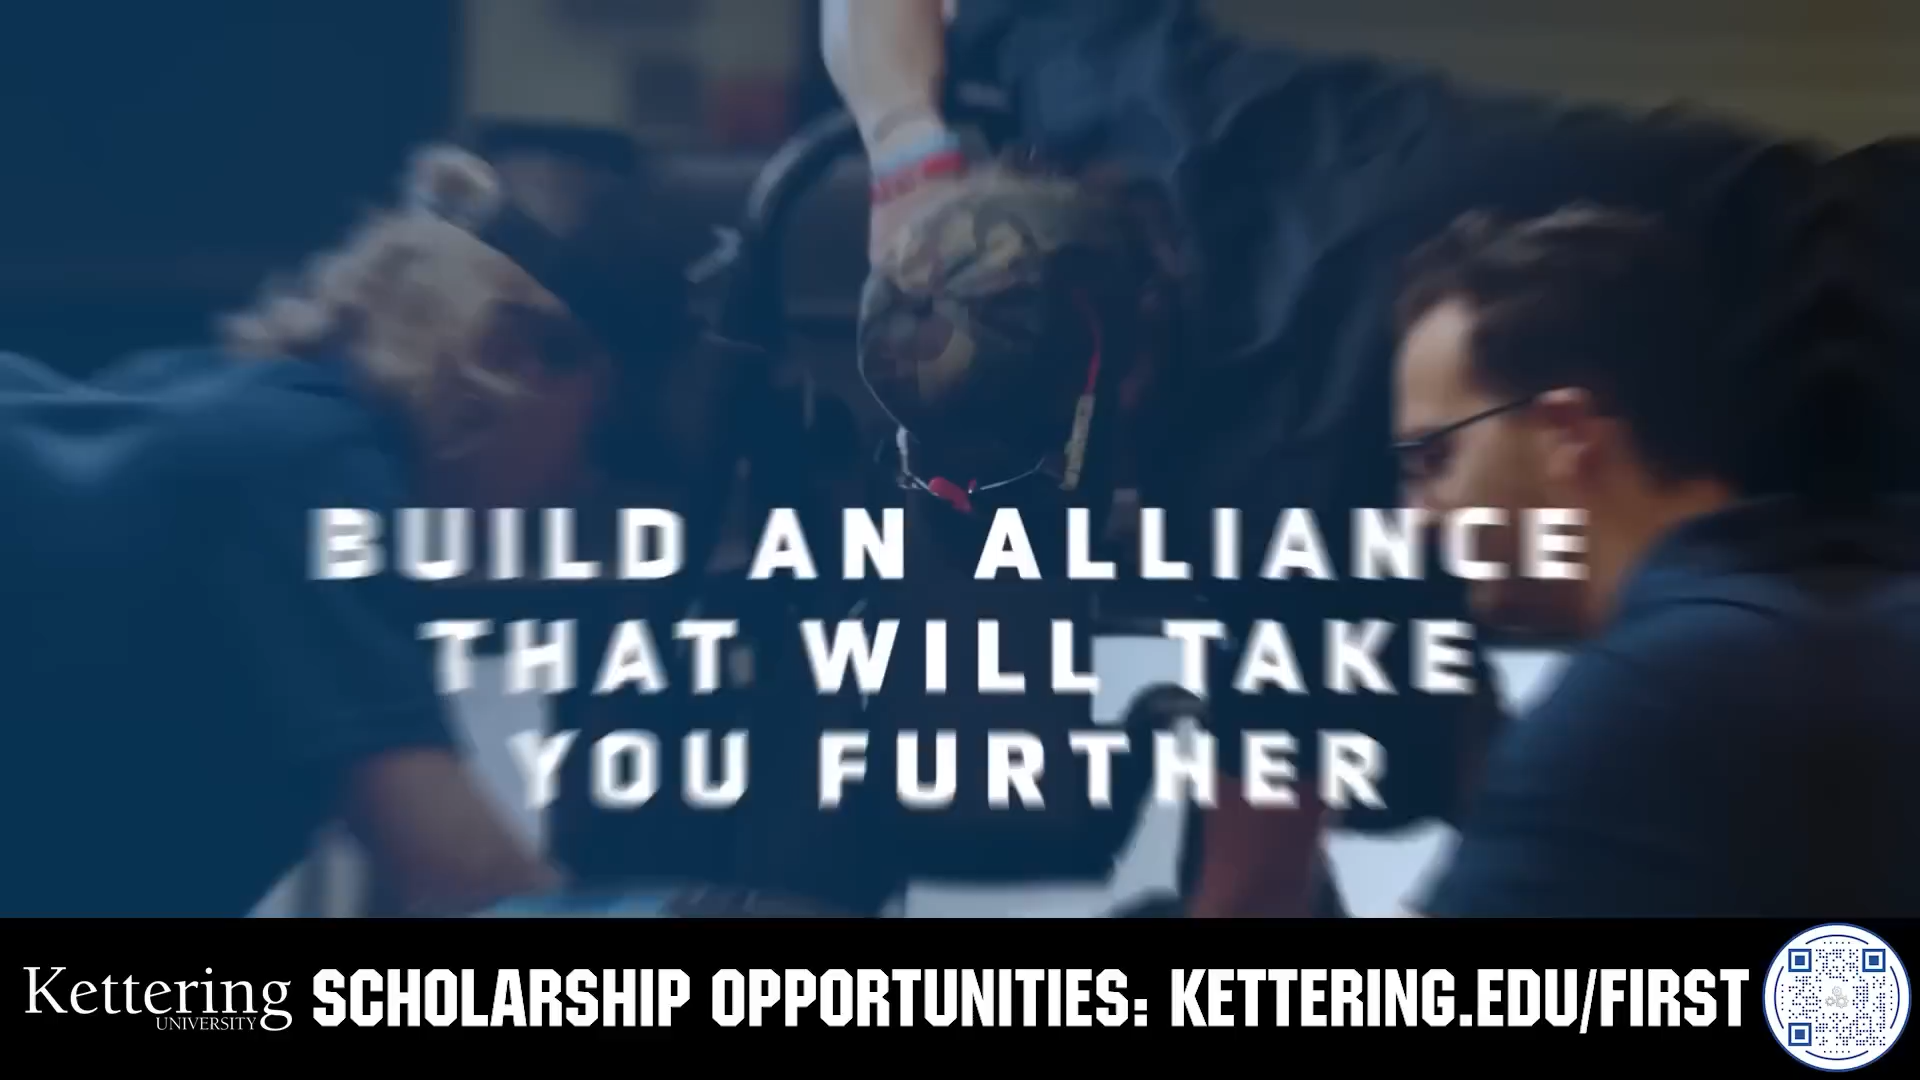 BUILD AN ALLIANCE
THAT WILL TAKE
YOU FURTHER
Kettering
UNIVERSITY
SCHOLARSHIP OPPORTUNITIES: KETTERING.EDU/FIRST